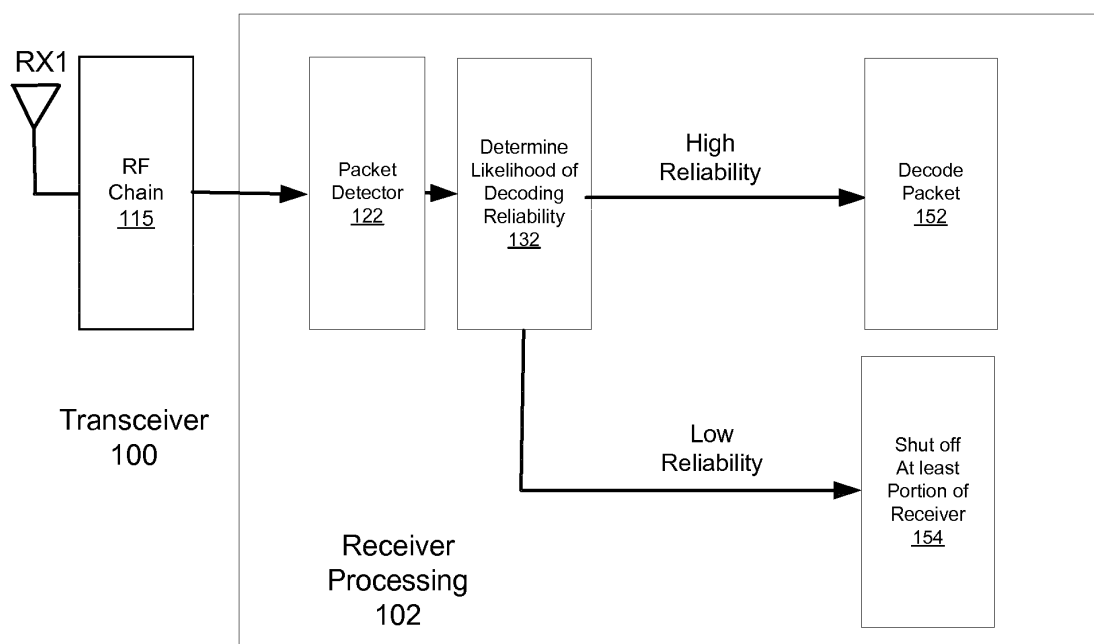 RX1
RF
Chain
115
Packet
Detector
122
Determine
Likelihood of
Decoding
Reliability
132
High
Reliability
Decode
Packet
152
Low
Reliability
Shut off
At least
Portion of
Receiver
154
Transceiver
100
Receiver
Processing
102